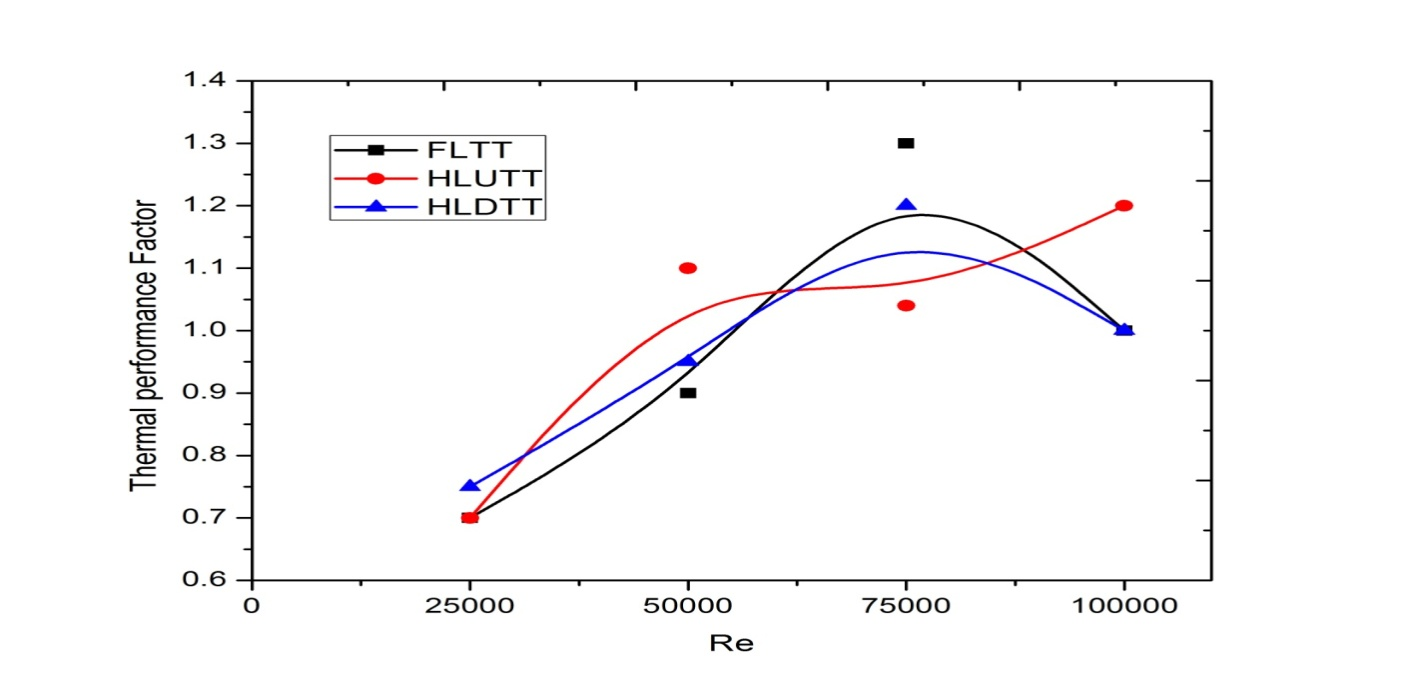 1.4
1.3
1.2
1.1
1.0
0.9
0.8
0.7
0.6
Thermal performance Factor
FLTT
HLUTT
HLDTT
0 25000 50000 75000 100000
Re